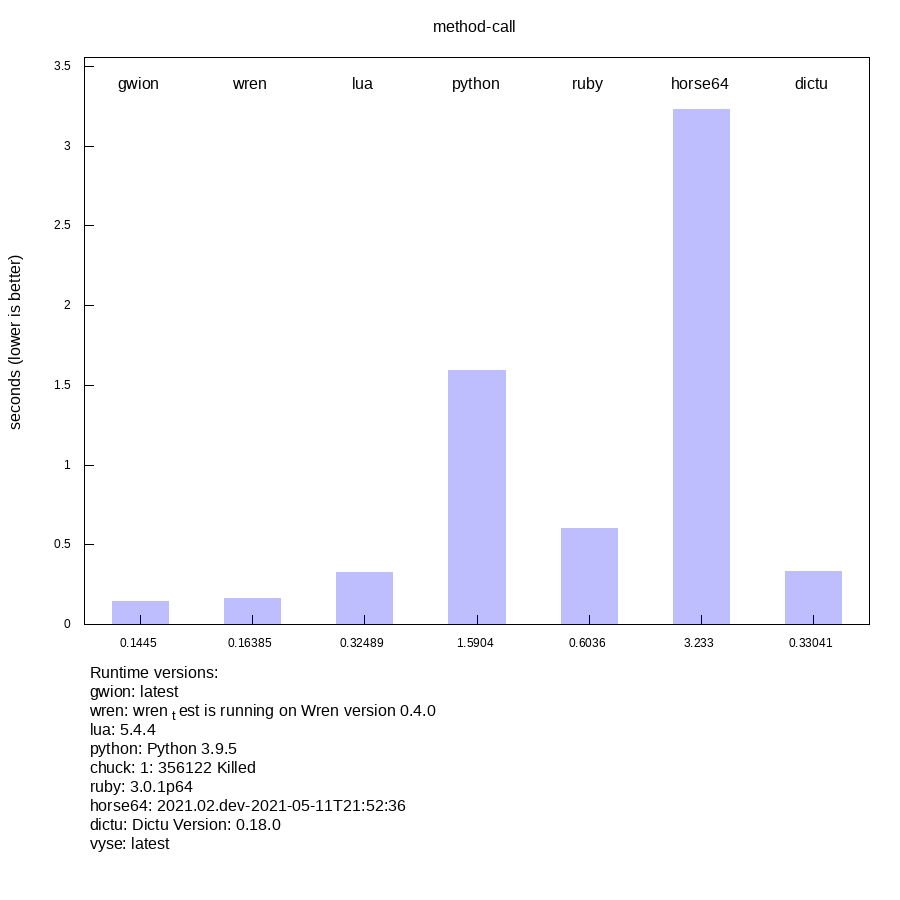 method-call
3.5
gwion wren lua python ruby horse64 dictu
3
2.5
seconds (lower is better)
2
1.5
1
0.5
0
0.1445 0.16385 0.32489 1.5904 0.6036 3.233 0.33041
Runtime versions:
gwion: latest
wren: wren t est is running on Wren version 0.4.0
lua: 5.4.4
python: Python 3.9.5
chuck: 1: 356122 Killed
ruby: 3.0.1p64
horse64: 2021.02.dev-2021-05-11T21:52:36
dictu: Dictu Version: 0.18.0
vyse: latest